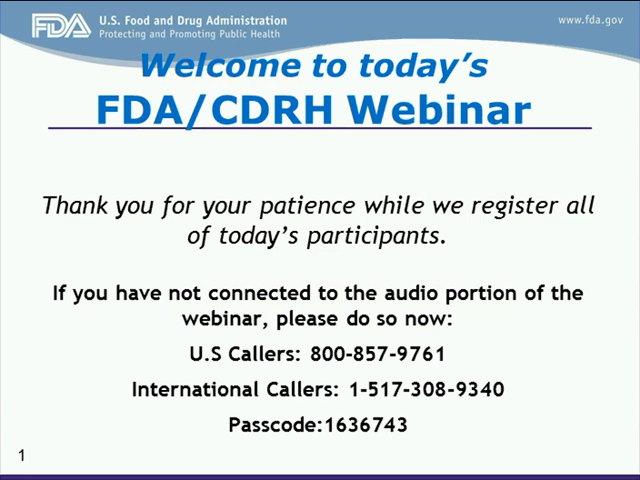 FDA U.S. Food and Drug Administration
Protecting and Promoting Public Health
www.fda.gov
Welcome to today's
FDA/CDRH Webinar
Thank you for your patience while we register all
of today's participants.
If you have not connected to the audio portion of the
webinar, please do so now:
U.S Callers: 800-857-9761
International Callers: 1-517-308-9340
Passcode:1636743
1